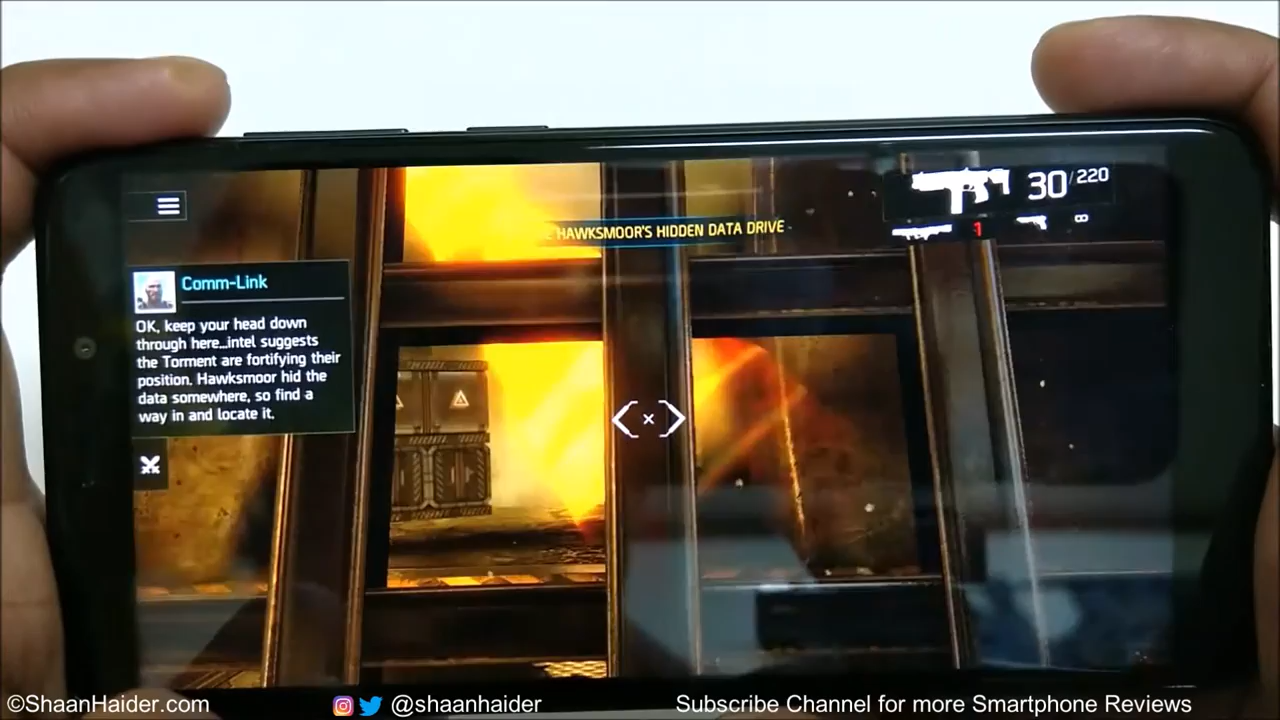 30/220
HAWKSMOOR'S HIDDEN DATA DRIVE
1
∞
Comm-Link
OK, keep your head down
through here...intel suggests
the Torment are fortifying their
position. Hawksmoor hid the
data somewhere, so find a
way in and locate it.
©ShaanHaider.com
@shaanhaider
Subscribe Channel for more Smartphone Reviews